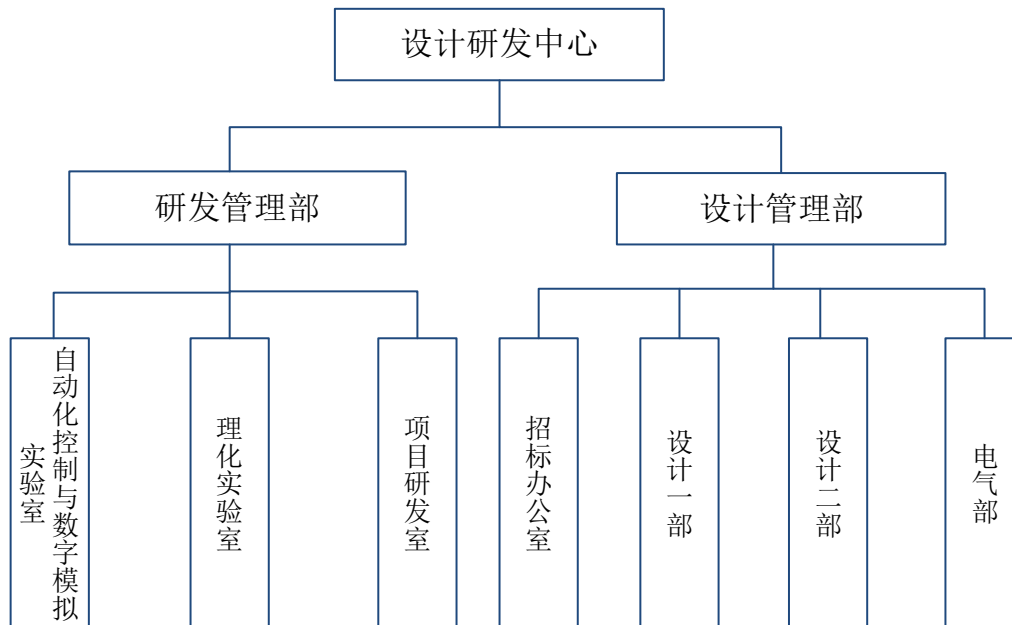 设计研发中心
研发管理部
设计管理部
自动化控制与数字模拟
实验室
理化实验室
项目研发室
招标办公室
设计一部
设计二部
电气部